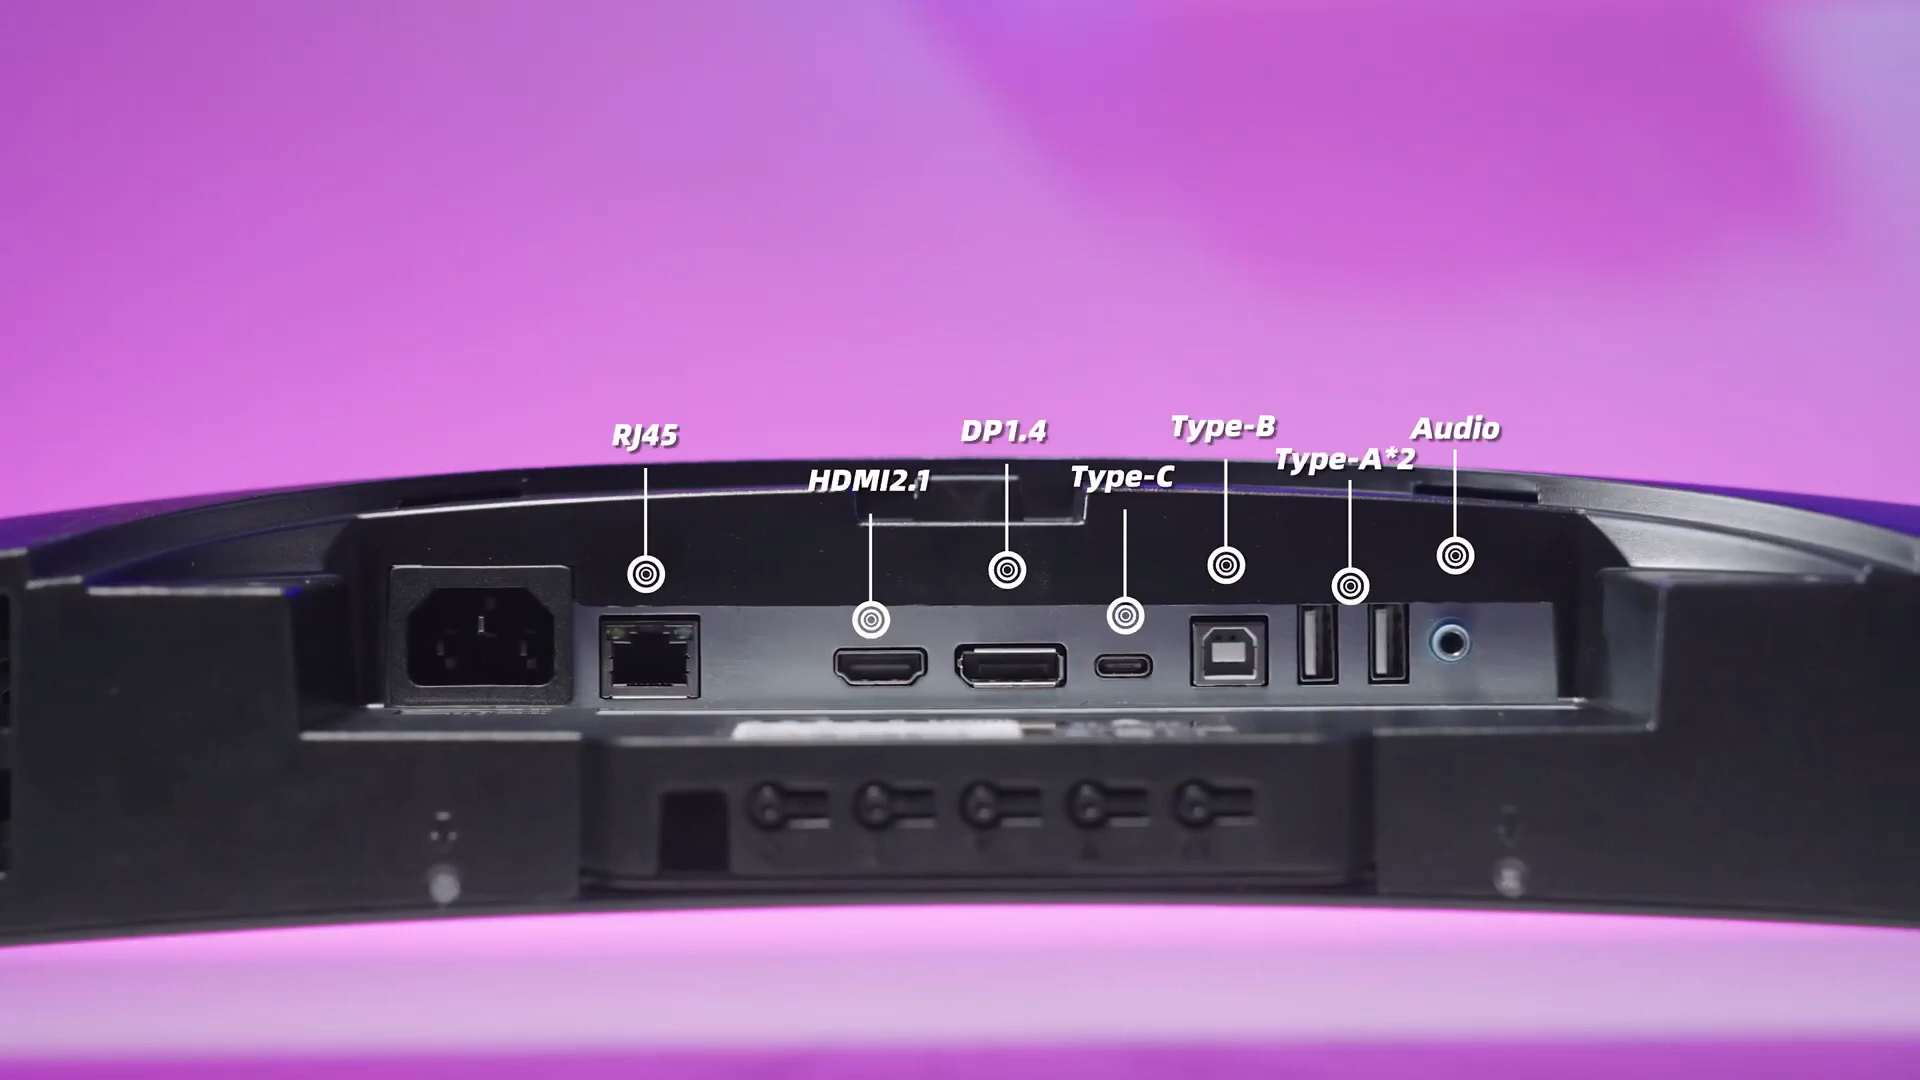 RJ45
HDMI2.1
DP1.4
Type-C
Type-B
Type-A*2
Audio